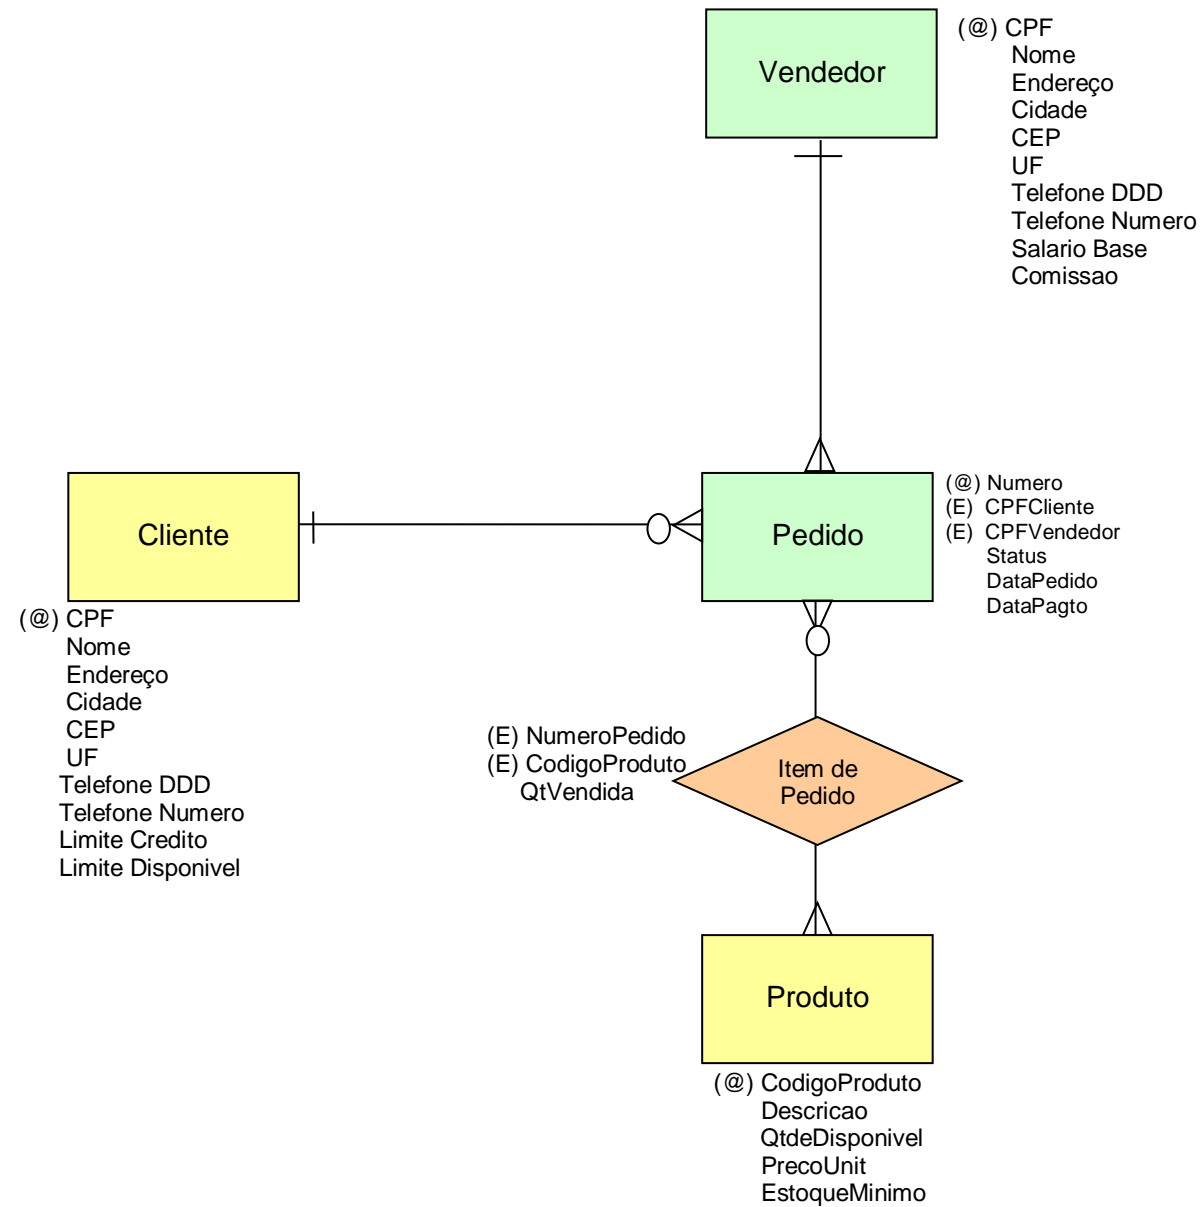 Vendedor
(@) CPF
Nome
Endereço
Cidade
CEP
UF
Telefone DDD
Telefone Numero
Salario Base
Comissao
Cliente
(@) CPF
Nome
Endereço
Cidade
CEP
UF
Telefone DDD
Telefone Numero
Limite Credito
Limite Disponivel
Pedido
(@) Numero
(E) CPFCliente
(E) CPFVendedor
Status
DataPedido
DataPagto
(E) NumeroPedido
(E) CodigoProduto
QtVendida
Item de
Pedido
Produto
(@) CodigoProduto
Descricao
QtdeDisponivel
PrecoUnit
EstoqueMinimo